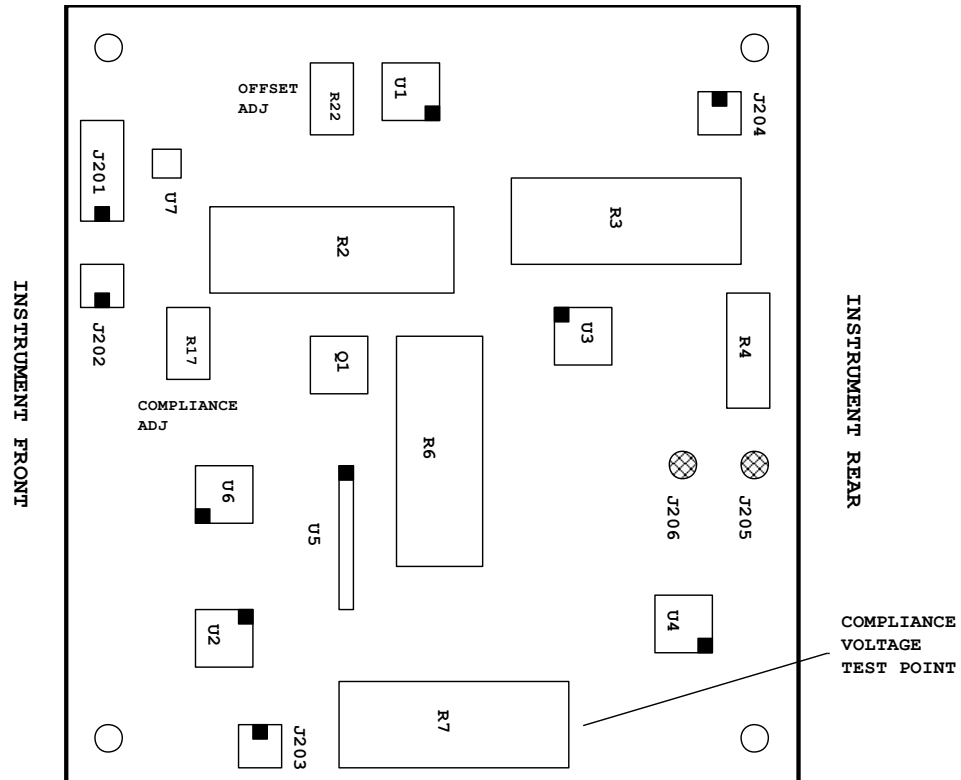 OFFSET
ADJ
R22
U1
J204
J201
U7
R2
R3
INSTRUMENT FRONT
J202
R17
Q1
U3
R4
INSTRUMENT REAR
COMPLIANCE
ADJ
R6
U6
U5
J206
J205
U2
U4
COMPLIANCE
VOLTAGE
TEST POINT
R7
J203